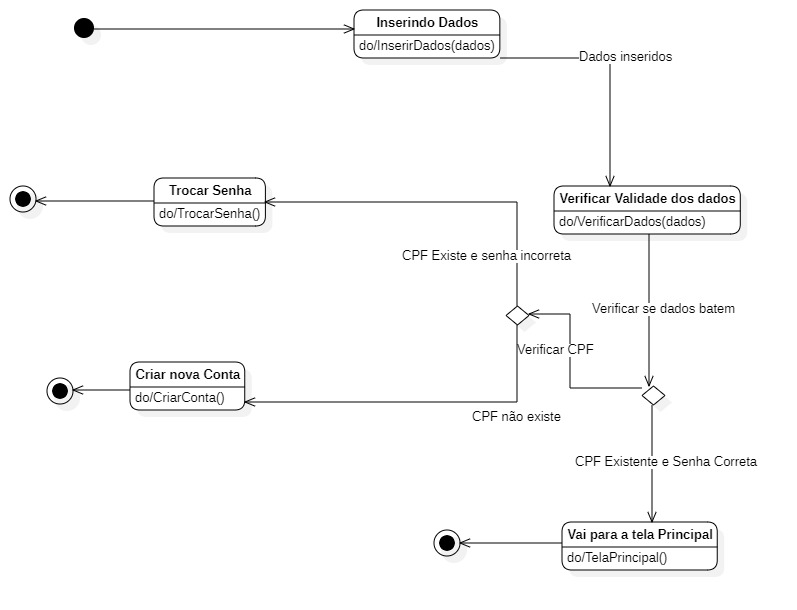 Inserindo Dados
do/InserirDados(dados)
Dados inseridos
Trocar Senha
do/TrocarSenha()
Verificar Validade dos dados
do/VerificarDados(dados)
CPF Existe e senha incorreta
Verificar se dados batem
Verificar CPF
Criar nova Conta
do/CriarConta()
CPF não existe
CPF Existente e Senha Correta
Vai para a tela Principal
do/TelaPrincipal()